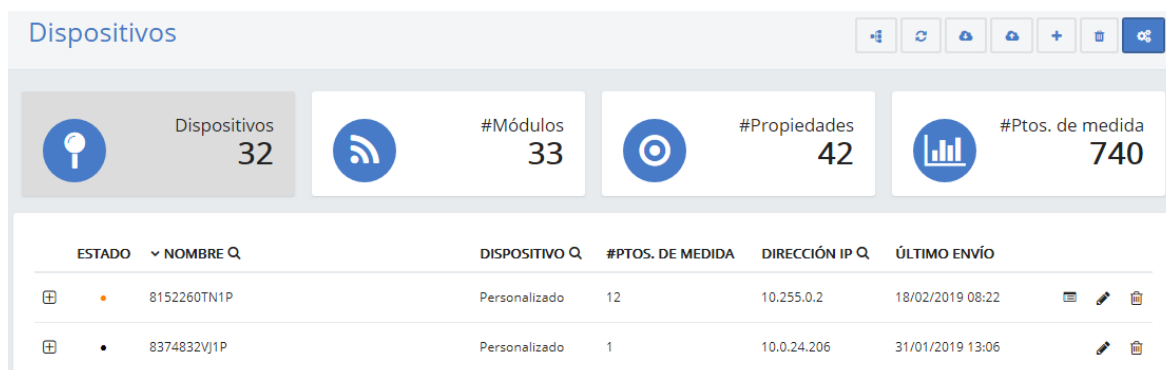 Dispositivos
Dispositivos #Módulos #Propiedades #Ptos. de medida
32 33 42 740
ESTADO NOMBRE DISPOSITIVO #PTOS. DE MEDIDA DIRECCIÓN IP ÚLTIMO ENVÍO
8152260TN1P Personalizado 12 10.255.0.2 18/02/2019 08:22
8374832VJ1P Personalizado 1 10.0.24.206 31/01/2019 13:06